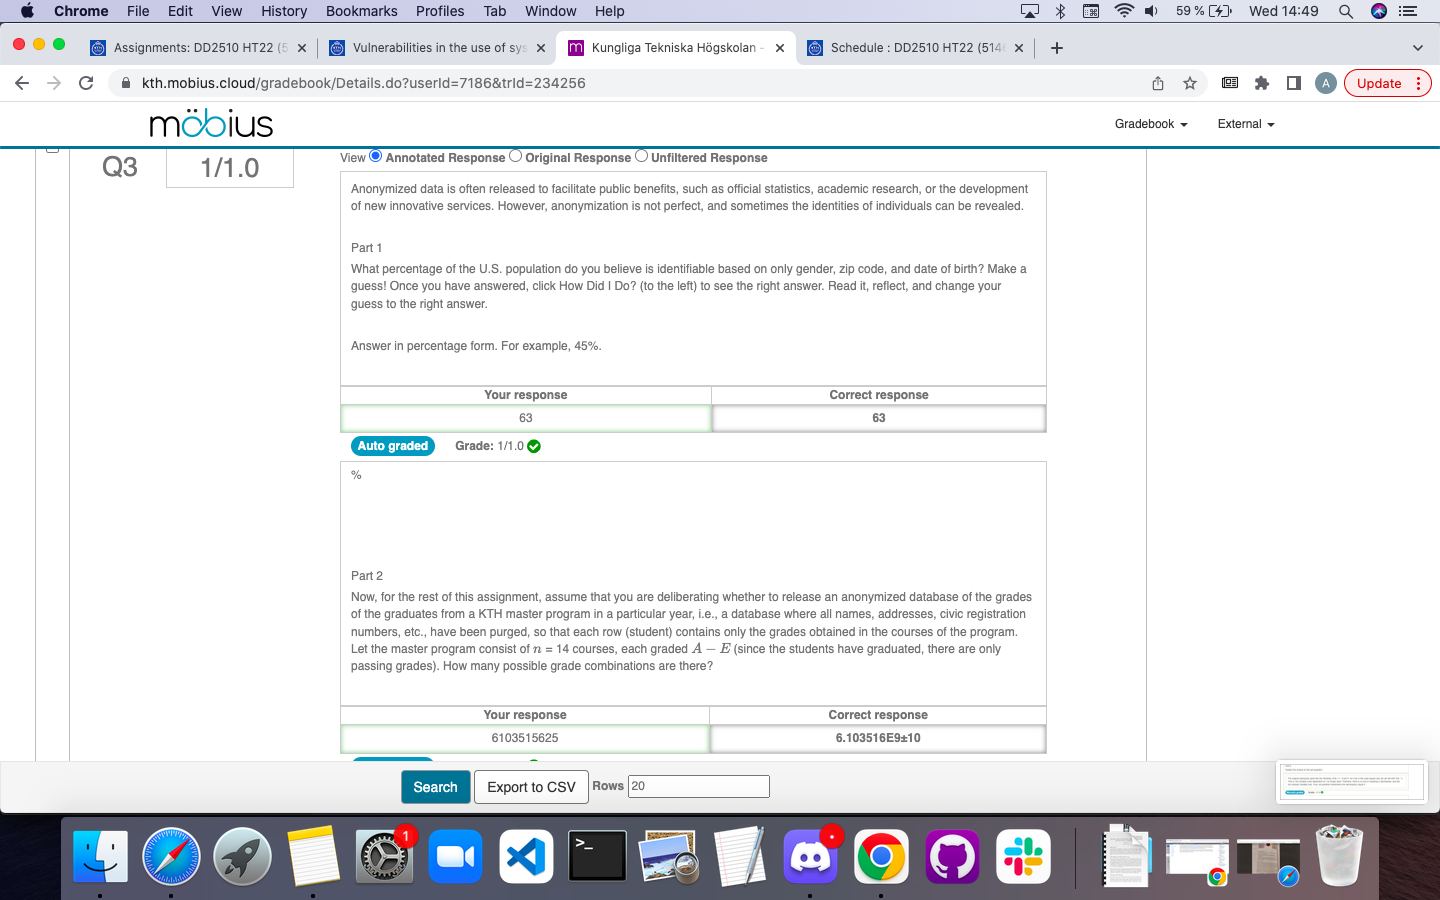 Chrome File Edit View History Bookmarks Profiles Tab Window Help 59 % Wed 14:49
Assignments: DD2510 HT22 (5 Vulnerabilities in the use of sys Kungliga Tekniska Högskolan - Schedule : DD2510 HT22 (514
kth.mobius.cloud/gradebook/Details.do?userId=7186&trId=234256 A Update
möbius Gradebook External
Q3 1/1.0
View Annotated Response Original Response Unfiltered Response
Anonymized data is often released to facilitate public benefits, such as official statistics, academic research, or the development
of new innovative services. However, anonymization is not perfect, and sometimes the identities of individuals can be revealed.
Part 1
What percentage of the U.S. population do you believe is identifiable based on only gender, zip code, and date of birth? Make a
guess! Once you have answered, click How Did I Do? (to the left) to see the right answer. Read it, reflect, and change your
guess to the right answer.
Answer in percentage form. For example, 45%.
Your response Correct response
63 63
Auto graded Grade: 1/1.0
%
Part 2
Now, for the rest of this assignment, assume that you are deliberating whether to release an anonymized database of the grades
of the graduates from a KTH master program in a particular year, i.e., a database where all names, addresses, civic registration
numbers, etc., have been purged, so that each row (student) contains only the grades obtained in the courses of the program.
Let the master program consist of n = 14 courses, each graded A − E (since the students have graduated, there are only
passing grades). How many possible grade combinations are there?
Your response Correct response
6103515625 6.103516E9±10
Search Export to CSV Rows 20
1
>_